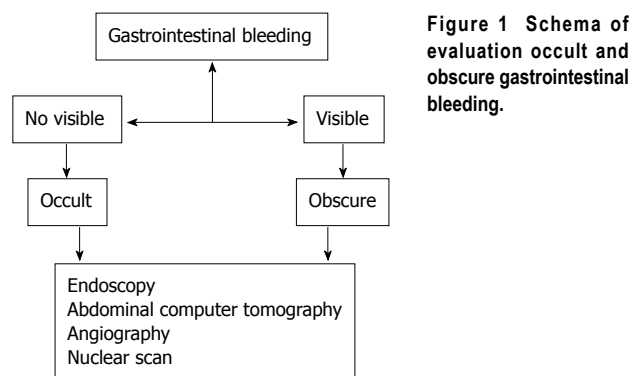 Gastrointestinal bleeding
No visible
Visible
Occult
Obscure
Endoscopy
Abdominal computer tomography
Angiography
Nuclear scan
Figure 1 Schema of
evaluation occult and
obscure gastrointestinal
bleeding.